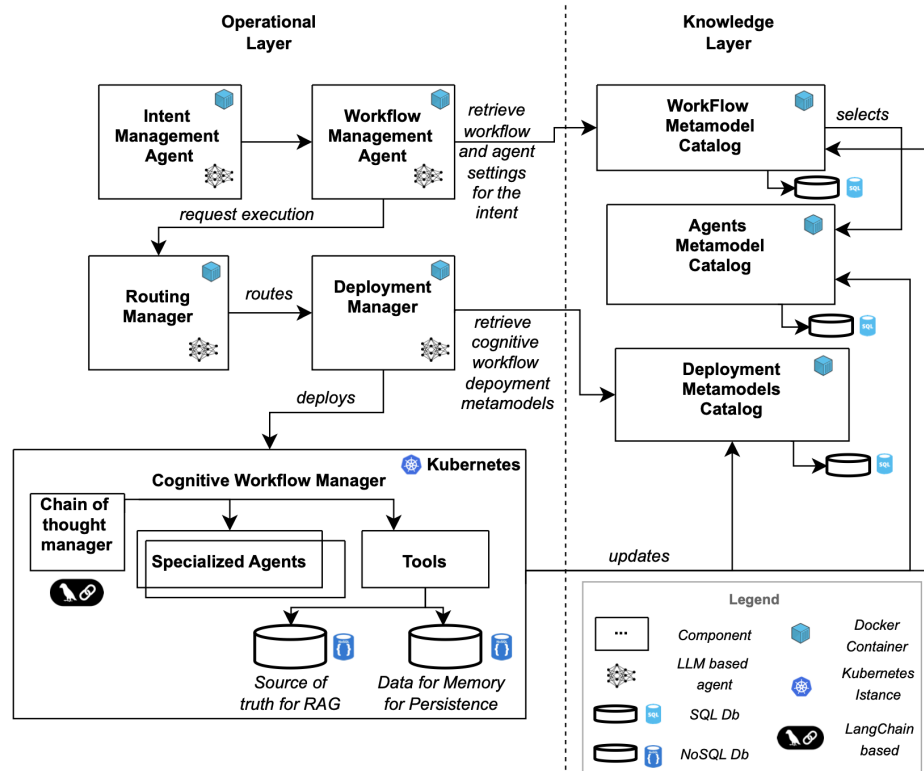 Operational
Layer
Knowledge
Layer
Intent
Management
Agent
Workflow
Management
Agent
retrieve
workflow
and agent
settings
for the
intent
WorkFlow
Metamodel
Catalog
selects
SQL
request execution
Agents
Metamodel
Catalog
SQL
Routing
Manager
routes
Deployment
Manager
retrieve
cognitive
workflow
depoyment
metamodels
Deployment
Metamodels
Catalog
SQL
deploys
Kubernetes
Cognitive Workflow Manager
Chain of
thought
manager
Specialized Agents
Tools
updates
Source of
truth for RAG
Data for Memory
for Persistence
Legend
...
Component
Docker
Container
LLM based
agent
Kubernetes
Istance
SQL
SQL Db
LangChain
based
NoSQL Db